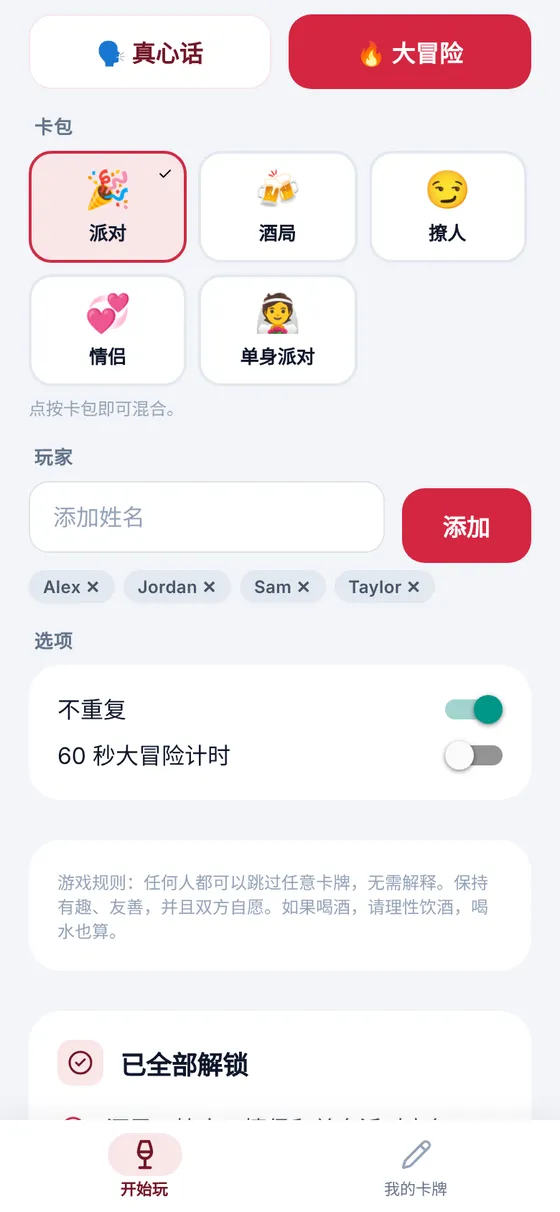 真心话
大冒险
卡包
派对
酒局
撩人
情侣
单身派对
点按卡包即可混合。
玩家
添加姓名
添加
Alex ✕ Jordan ✕ Sam ✕ Taylor ✕
选项
不重复
60 秒大冒险计时
游戏规则：任何人都可以跳过任意卡牌，无需解释。保持
有趣、友善，并且双方自愿。如果喝酒，请理性饮酒，喝
水也算。
已全部解锁
开始玩
我的卡牌